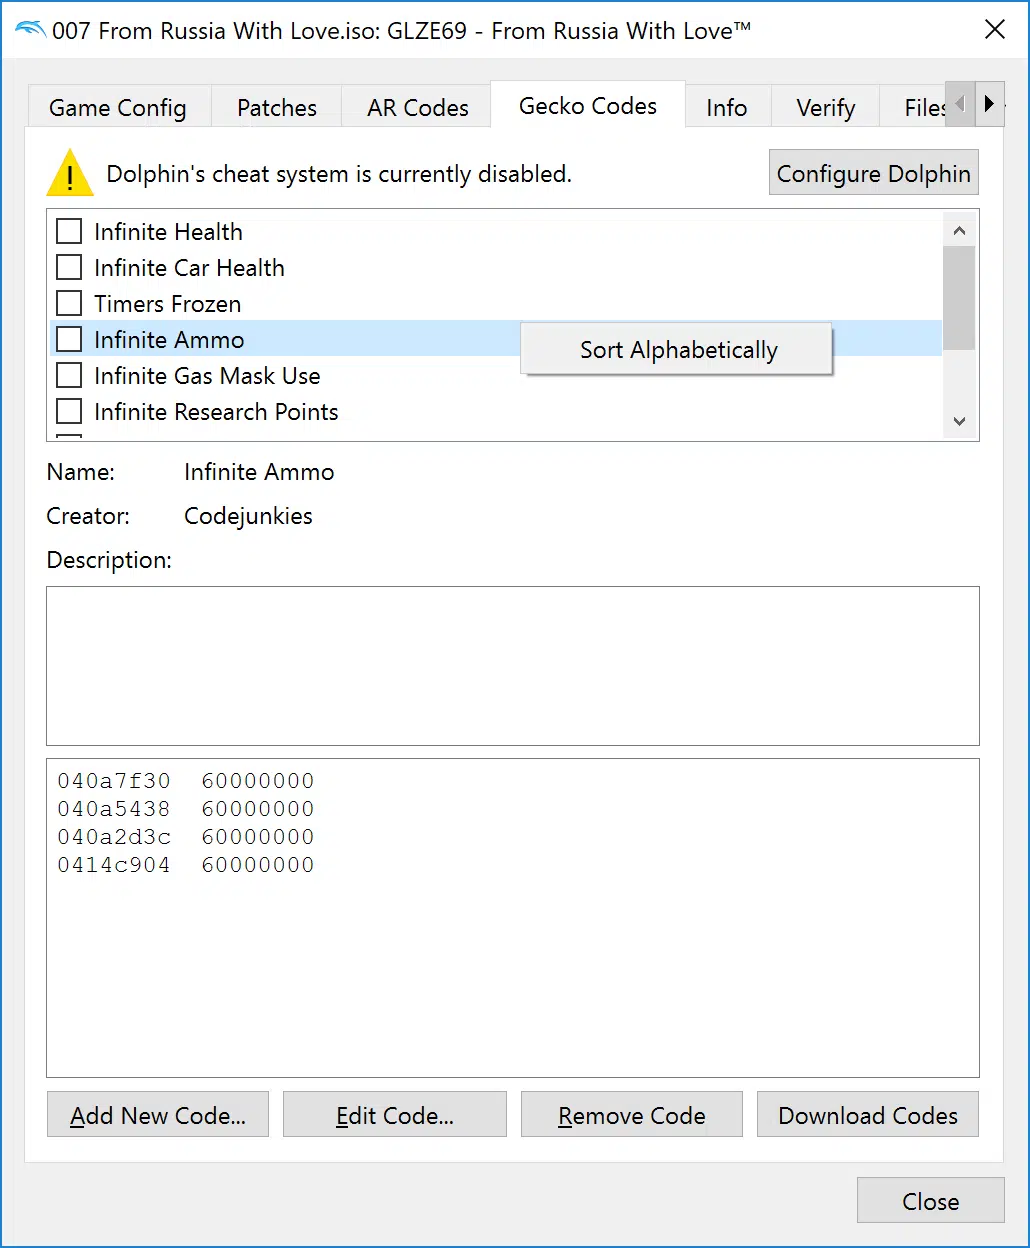 007 From Russia With Love.iso: GLZE69 - From Russia With Love™
Game Config Patches AR Codes Gecko Codes Info Verify Files
Dolphin's cheat system is currently disabled. Configure Dolphin
Infinite Health
Infinite Car Health
Timers Frozen
Infinite Ammo
Sort Alphabetically
Infinite Gas Mask Use
Infinite Research Points
Name: Infinite Ammo
Creator: Codejunkies
Description:
040a7f30 60000000
040a5438 60000000
040a2d3c 60000000
0414c904 60000000
Add New Code... Edit Code... Remove Code Download Codes
Close